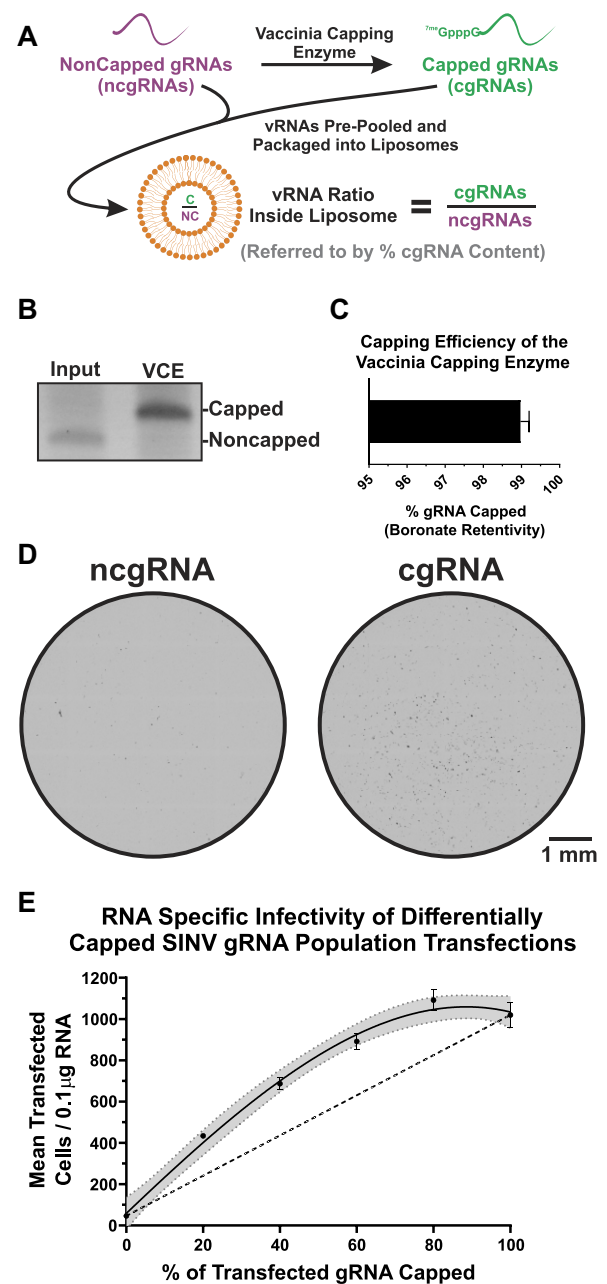 A
NonCapped gRNAs
(ncgRNAs)
Vaccinia Capping
Enzyme
7meGpppG
Capped gRNAs
(cgRNAs)
vRNAs Pre-Pooled and
Packaged into Liposomes
C
NC
vRNA Ratio
Inside Liposome
=
cgRNAs
ncgRNAs
(Referred to by % cgRNA Content)
B
Input
VCE
-Capped
-Noncapped
C
Capping Efficiency of the
Vaccinia Capping Enzyme
95 96 97 98 99 100
% gRNA Capped
(Boronate Retentivity)
D
ncgRNA
cgRNA
1 mm
E
RNA Specific Infectivity of Differentially
Capped SINV gRNA Population Transfections
Mean Transfected
Cells / 0.1µg RNA
1200
1000
800
600
400
200
0
0 20 40 60 80 100
% of Transfected gRNA Capped